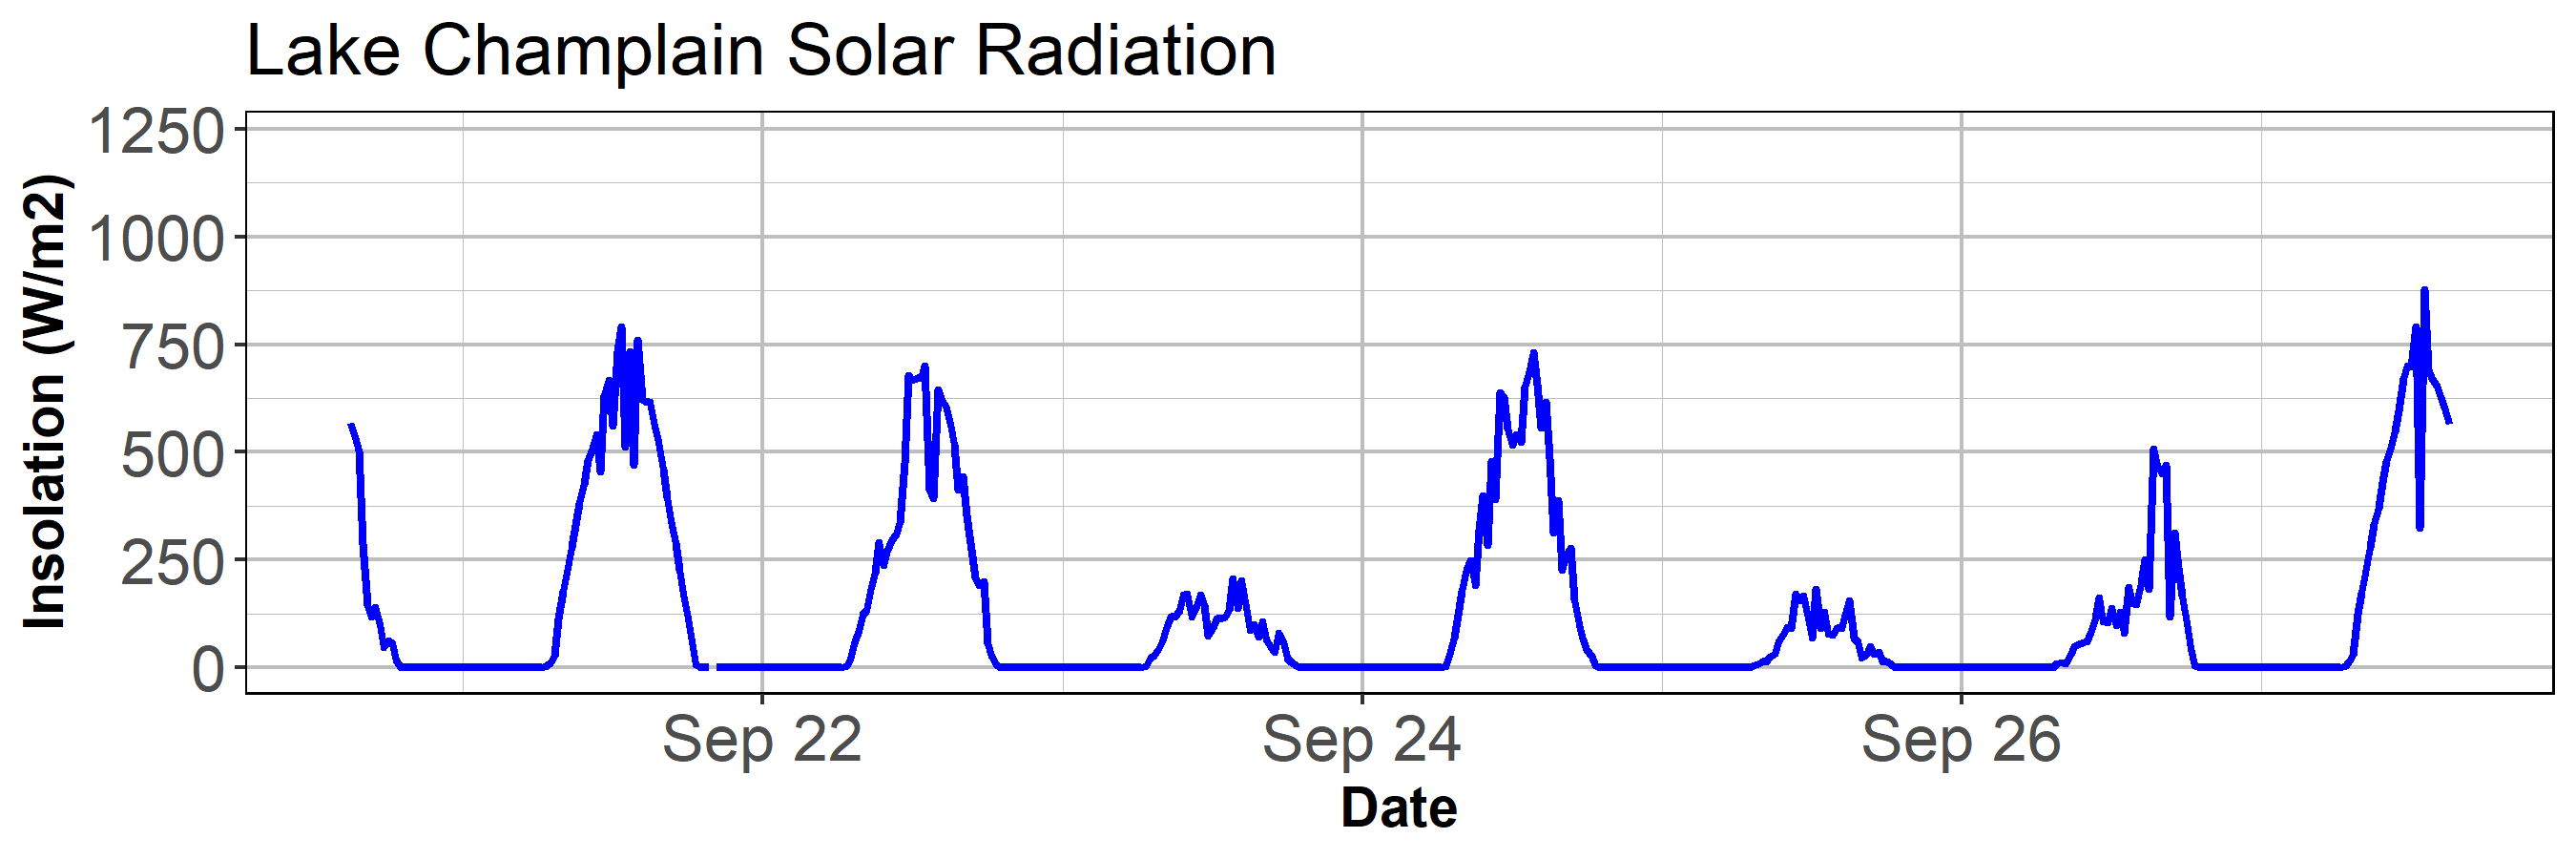 Lake Champlain Solar Radiation
1250
1000
750
500
250
0
Insolation (W/m2)
Sep 22
Sep 24
Sep 26
Date